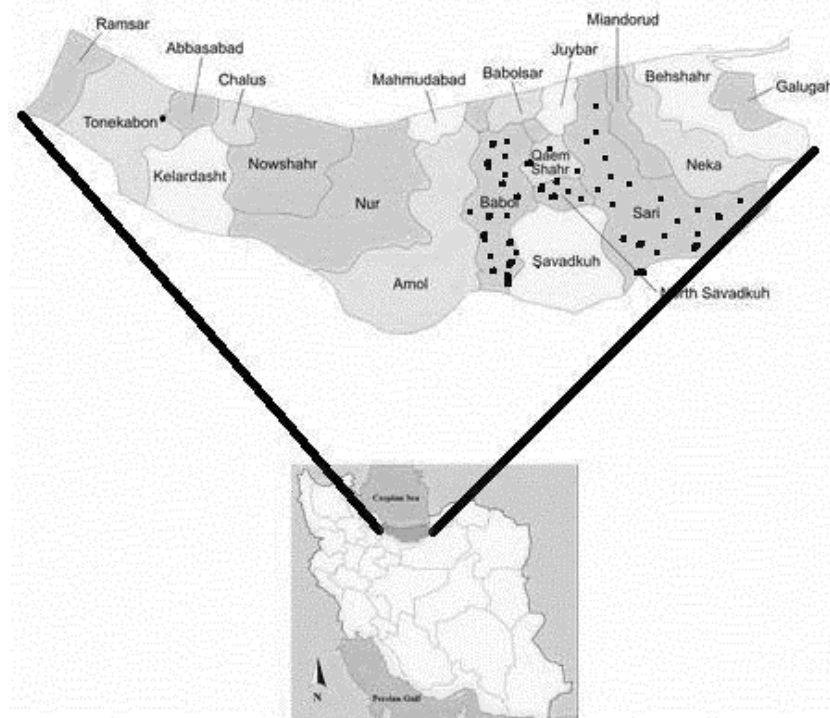 Ramsar
Abbasabad
Chalus
Mahmudabad
Babolsar
Juybar
Miandorud
Behshahr
Galugah
Tonekabon
Kelardasht
Nowshahr
Nur
Amol
Babol
Qaem
Shahr
Savadkuh
Sari
Neka
North Savadkuh
Caspian Sea
N
Persian Gulf